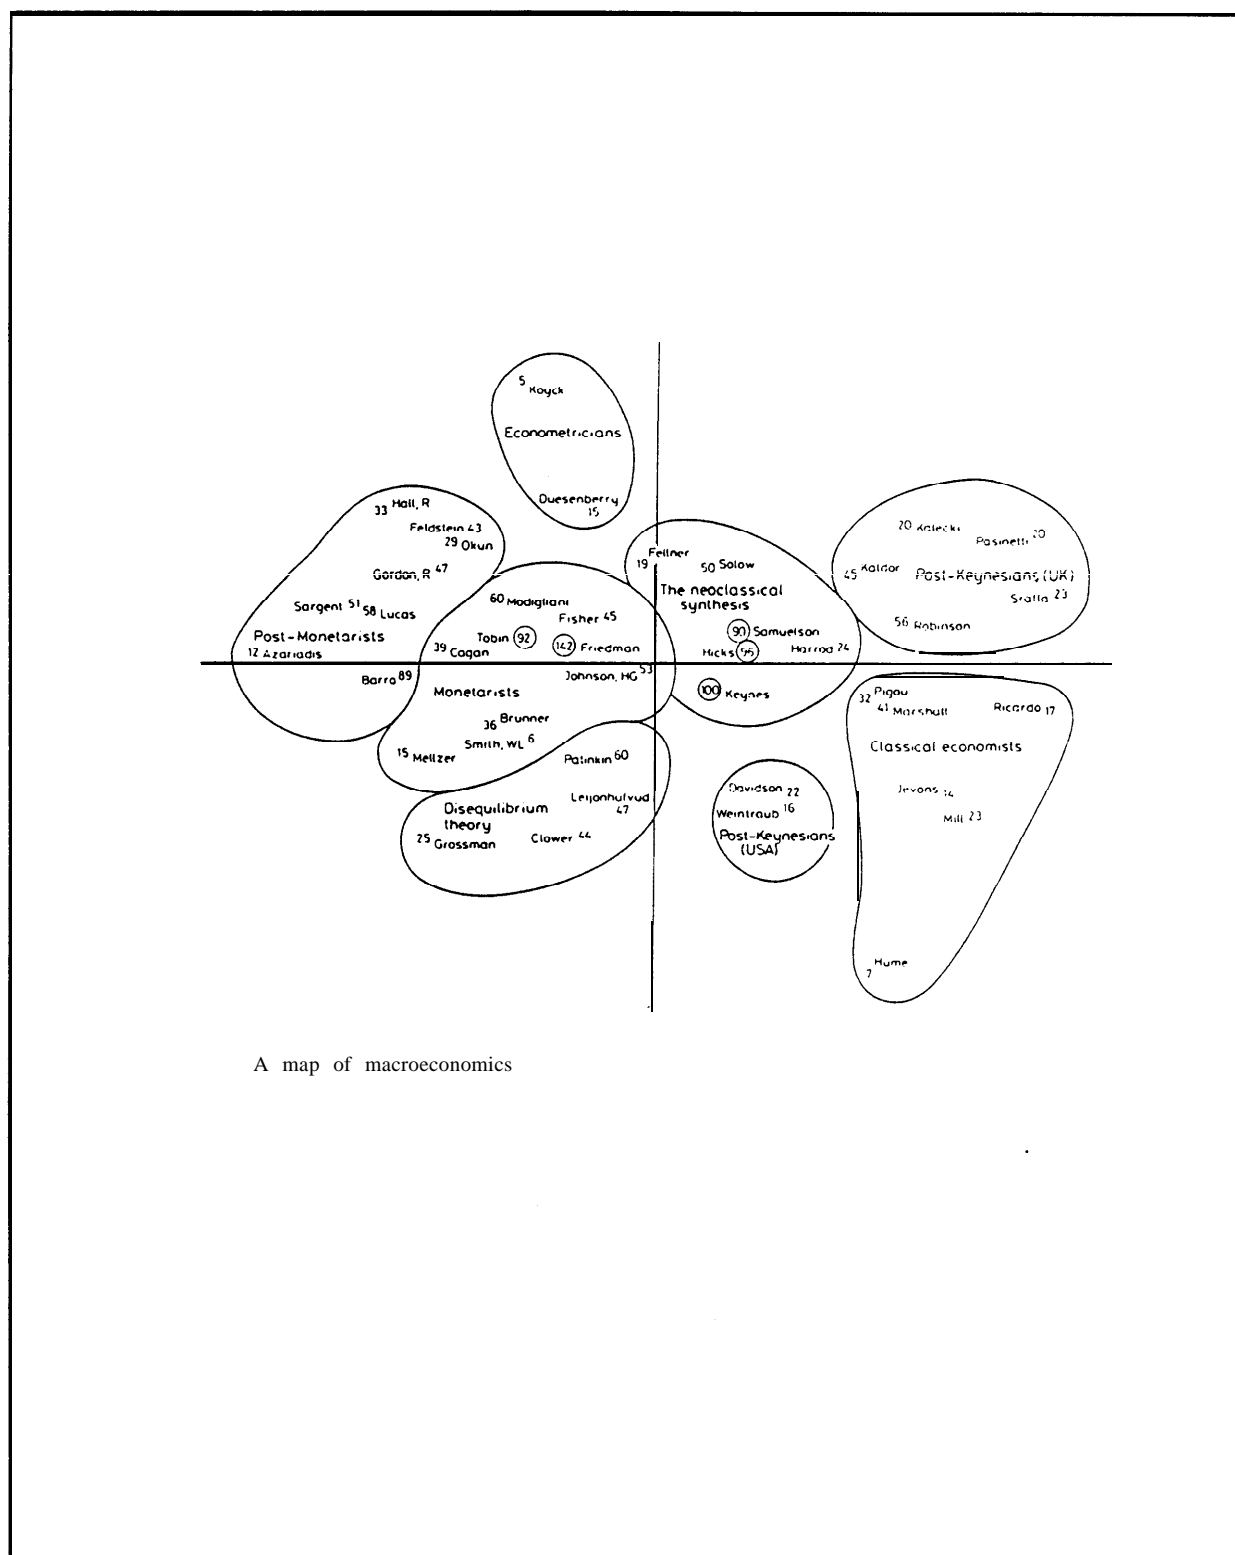 5 Koyck
Econometricians
Duesenberry
15
33 Hall, R
Feldstein 43
29 Okun
Gordon, R 47
Sargent 51 58 Lucas
Post-Monetarists
12 Azariadis
Barro 89
60 Modigliani
Fisher 45
Tobin 92
142 Friedman
39 Cagan
Johnson, HG 53
Monetarists
36 Brunner
Smith, WL 6
15 Meltzer
Patinkin 60
Leijonhufvud
47
Disequilibrium
theory
25 Grossman
Clower 44
19 Fellner
50 Solow
The neoclassical
synthesis
90 Samuelson
Hicks 96
Harrod 24
100 Keynes
20 Kalecki
Pasinetti 20
45 Kaldor
Post-Keynesians (UK)
Sraffa 23
56 Robinson
32 Pigou
41 Marshall
Ricardo 17
Classical economists
Jevons 14
Mill 23
7 Hume
Davidson 22
Weintraub 16
Post-Keynesians
(USA)
A map of macroeconomics